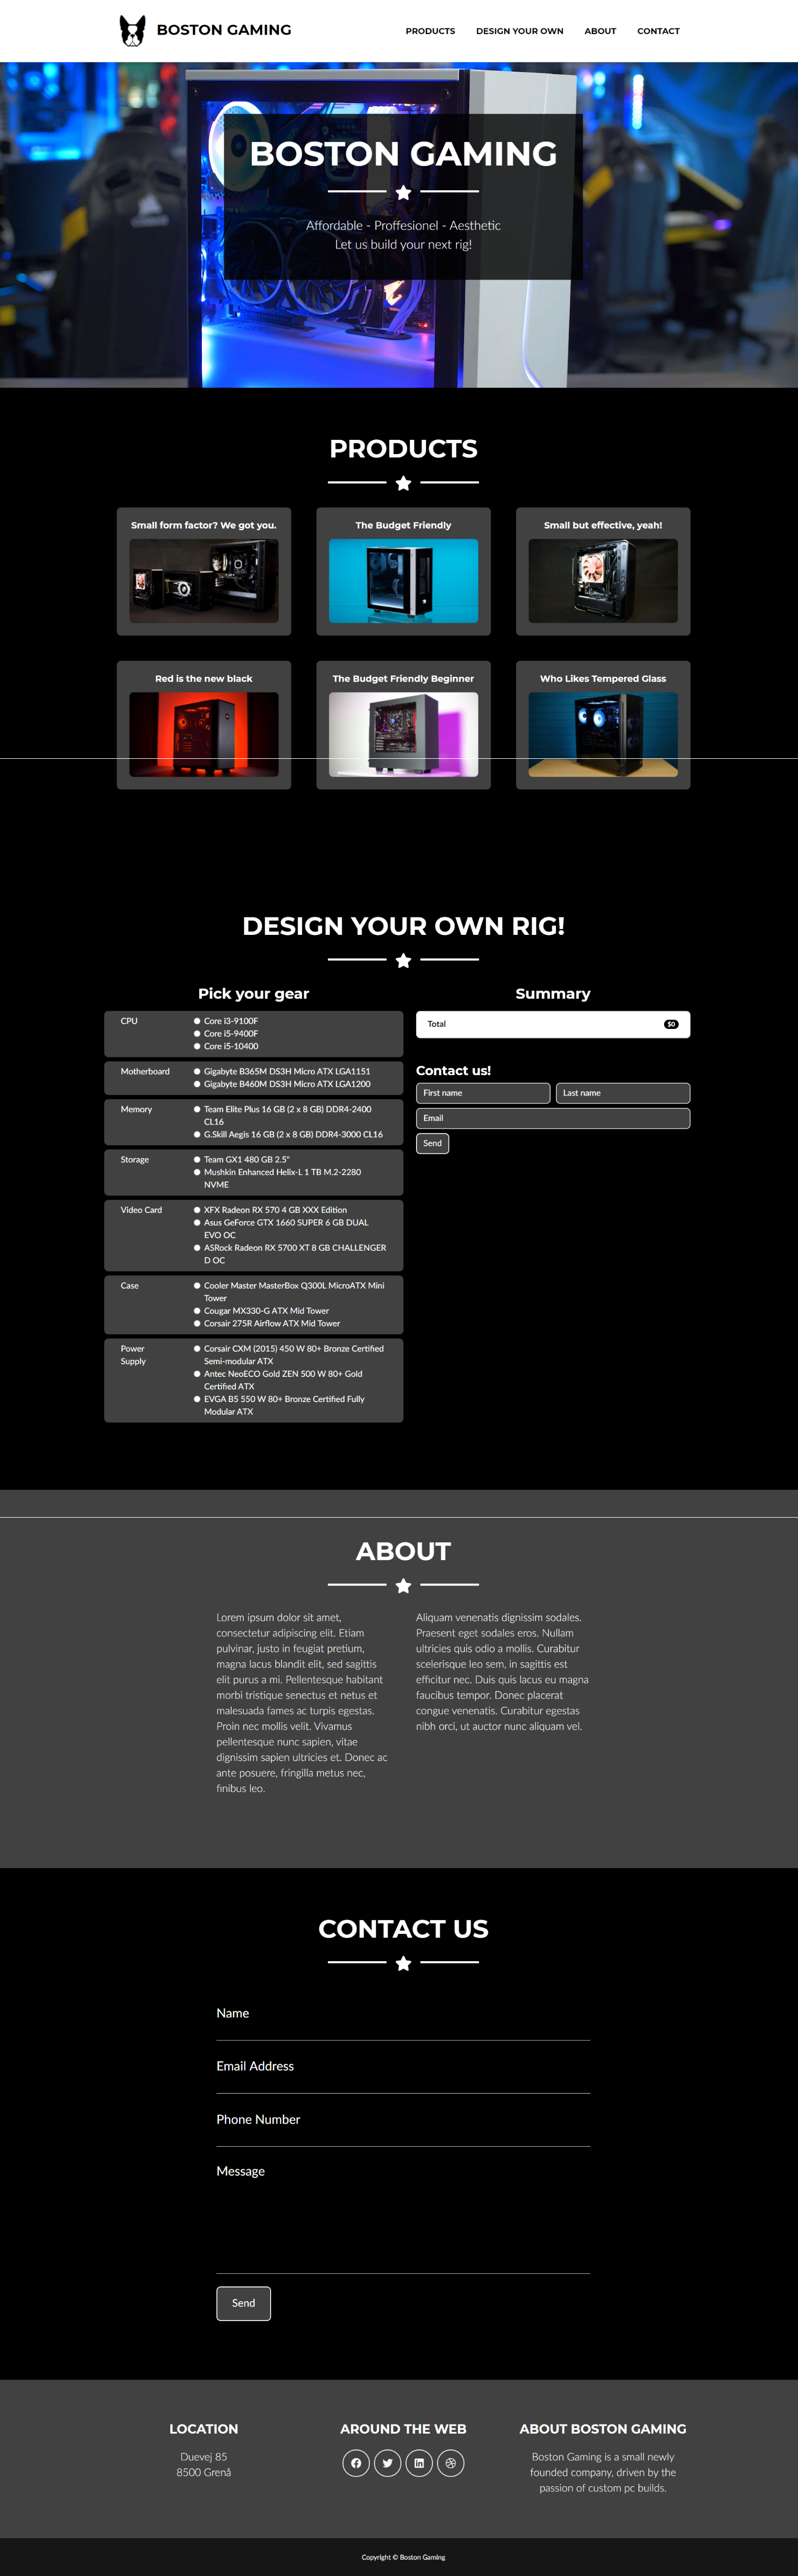 BOSTON GAMING
PRODUCTS
DESIGN YOUR OWN
ABOUT
CONTACT
BOSTON GAMING
Affordable - Proffesionel - Aesthetic
Let us build your next rig!
PRODUCTS
Small form factor? We got you.
The Budget Friendly
Small but effective, yeah!
Red is the new black
The Budget Friendly Beginner
Who Likes Tempered Glass
DESIGN YOUR OWN RIG!
Pick your gear
CPU
Core i3-9100F
Core i5-9400F
Core i5-10400
Motherboard
Gigabyte B365M DS3H Micro ATX LGA1151
Gigabyte B460M DS3H Micro ATX LGA1200
Memory
Team Elite Plus 16 GB (2 x 8 GB) DDR4-2400
CL16
G.Skill Aegis 16 GB (2 x 8 GB) DDR4-3000 CL16
Storage
Team GX1 480 GB 2.5"
Mushkin Enhanced Helix-L 1 TB M.2-2280
NVME
Video Card
XFX Radeon RX 570 4 GB XXX Edition
Asus GeForce GTX 1660 SUPER 6 GB DUAL
EVO OC
ASRock Radeon RX 5700 XT 8 GB CHALLENGER
D OC
Case
Cooler Master MasterBox Q300L MicroATX Mini
Tower
Cougar MX330-G ATX Mid Tower
Corsair 275R Airflow ATX Mid Tower
Power
Supply
Corsair CXM (2015) 450 W 80+ Bronze Certified
Semi-modular ATX
Antec NeoECO Gold ZEN 500 W 80+ Gold
Certified ATX
EVGA B5 550 W 80+ Bronze Certified Fully
Modular ATX
Summary
Total
$0
Contact us!
First name
Last name
Email
Send
ABOUT
Lorem ipsum dolor sit amet,
consectetur adipiscing elit. Etiam
pulvinar, justo in feugiat pretium,
magna lacus blandit elit, sed sagittis
elit purus a mi. Pellentesque habitant
morbi tristique senectus et netus et
malesuada fames ac turpis egestas.
Proin nec mollis velit. Vivamus
pellentesque nunc sapien, vitae
dignissim sapien ultricies et. Donec ac
ante posuere, fringilla metus nec,
finibus leo.
Aliquam venenatis dignissim sodales.
Praesent eget sodales eros. Nullam
ultricies quis odio a mollis. Curabitur
scelerisque leo sem, in sagittis est
efficitur nec. Duis quis lacus eu magna
faucibus tempor. Donec placerat
congue venenatis. Curabitur egestas
nibh orci, ut auctor nunc aliquam vel.
CONTACT US
Name
Email Address
Phone Number
Message
Send
LOCATION
Duevej 85
8500 Grenå
AROUND THE WEB
ABOUT BOSTON GAMING
Boston Gaming is a small newly
founded company, driven by the
passion of custom pc builds.
Copyright © Boston Gaming